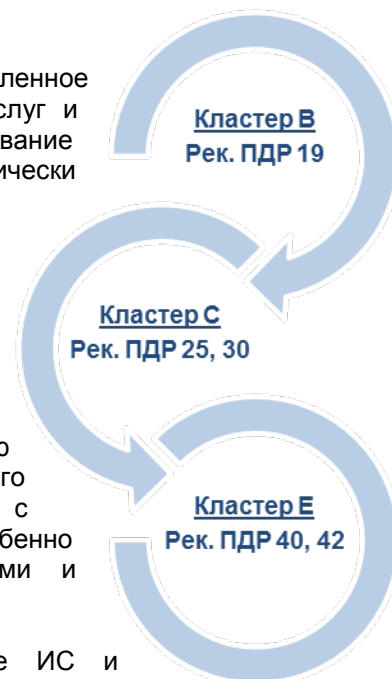 ленное
слуг и
вание
ически
Кластер B
Рек. ПДР 19
Кластер C
Рек. ПДР 25, 30
о
го
с
бенно
ми и
Кластер E
Рек. ПДР 40, 42
е ИС и